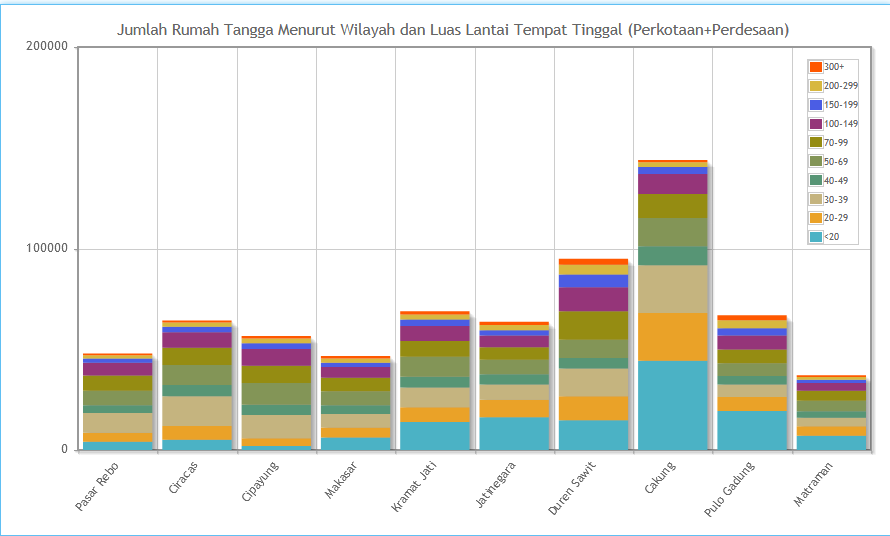 Jumlah Rumah Tangga Menurut Wilayah dan Luas Lantai Tempat Tinggal (Perkotaan+Perdesaan)
200000
100000
0
300+
200-299
150-199
100-149
70-99
50-69
40-49
30-39
20-29
<20
Pasar Rebo
Ciracas
Cipayung
Makasar
Kramat Jati
Jatinegara
Duren Sawit
Cakung
Pulo Gadung
Matraman